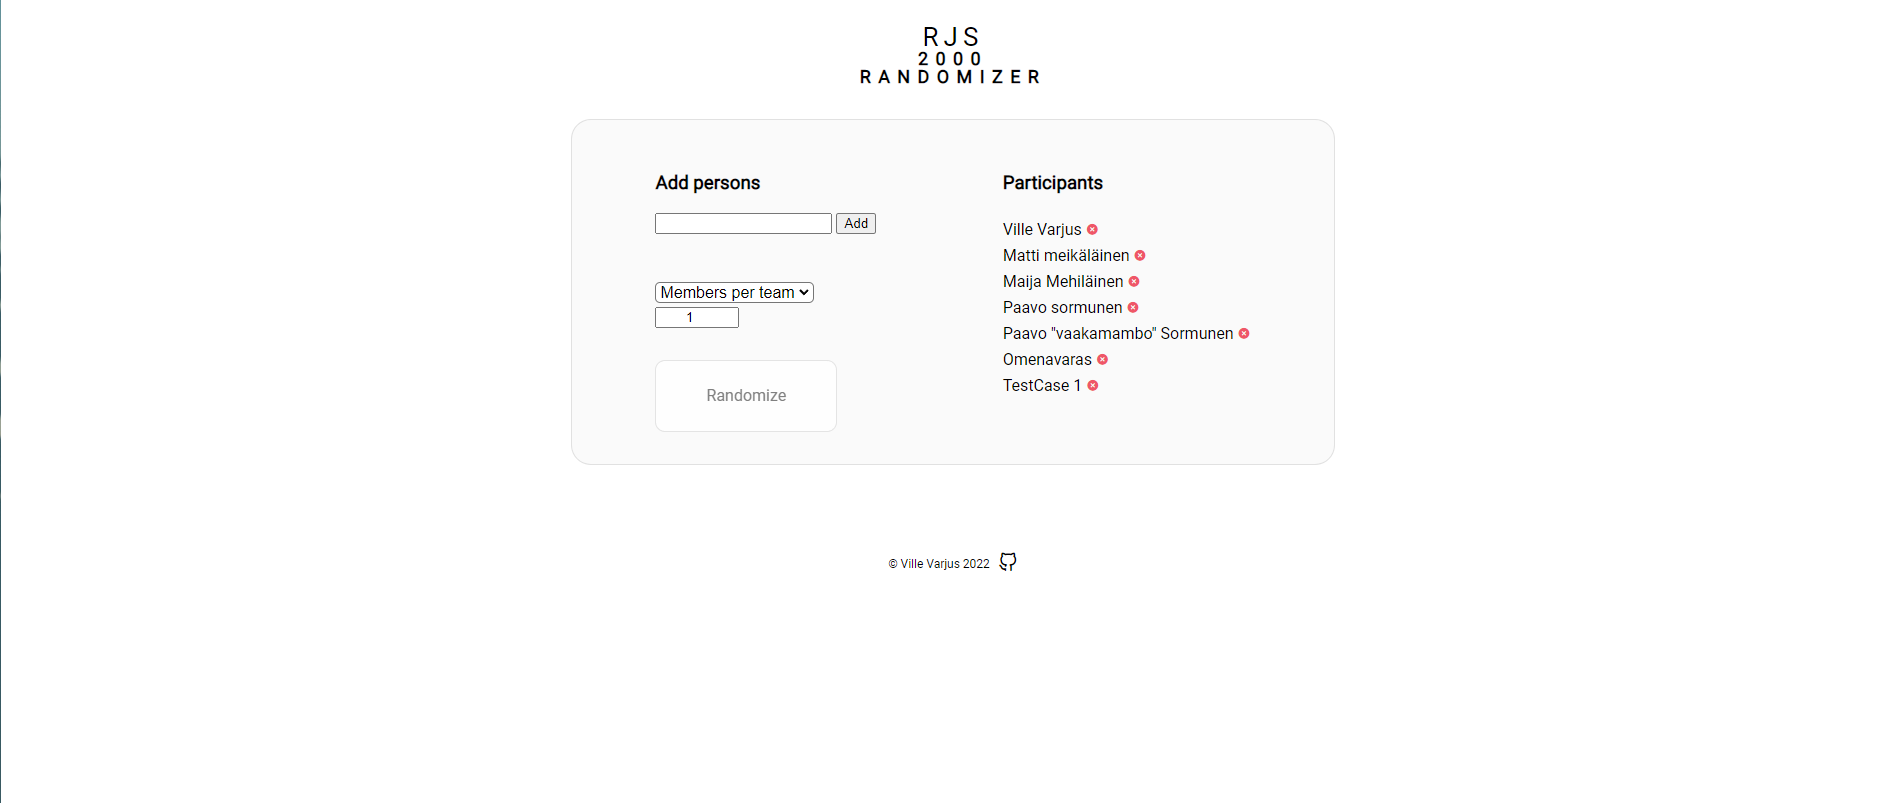 RJS
2000
RANDOMIZER
Add persons
Add
Members per team
1
Randomize
Participants
Ville Varjus
Matti meikäläinen
Maija Mehiläinen
Paavo sormunen
Paavo "vaakamambo" Sormunen
Omenavaras
TestCase 1
© Ville Varjus 2022